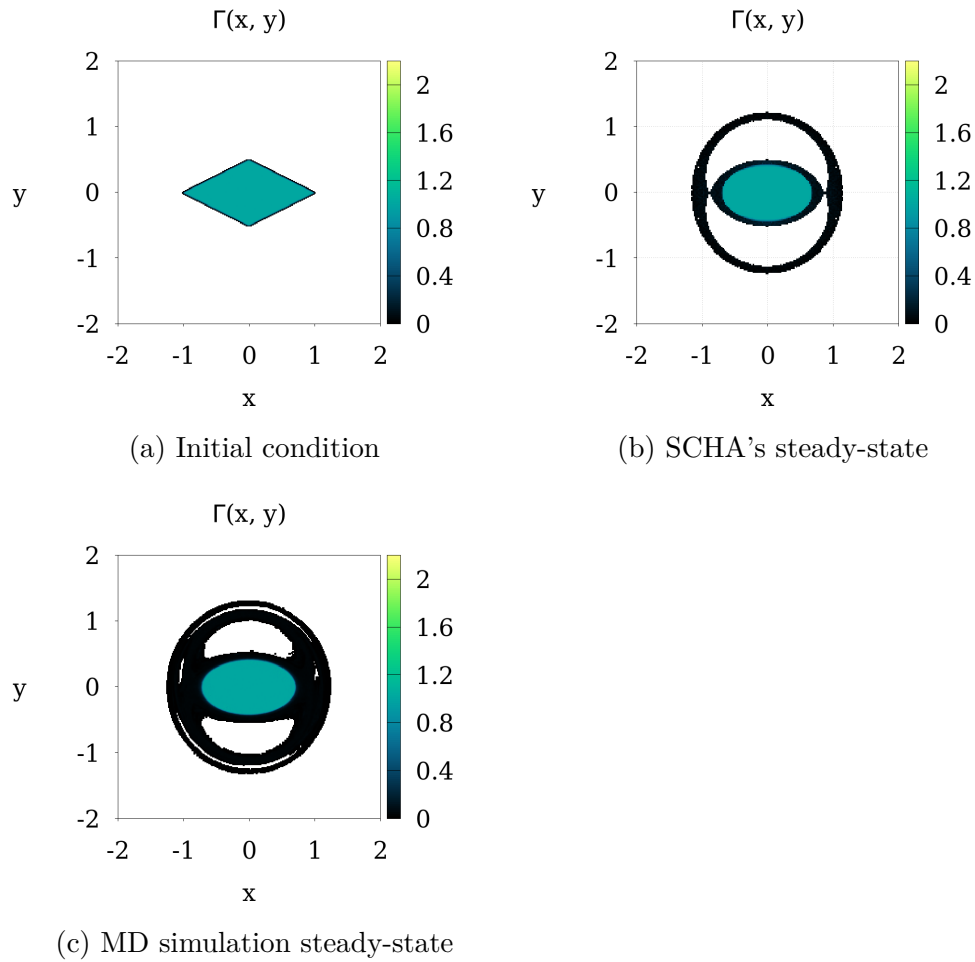 Γ(x, y)
2
1
0
-1
-2
y
-2 -1 0 1 2
x
2
1.6
1.2
0.8
0.4
0
(a) Initial condition
Γ(x, y)
2
1
0
-1
-2
y
-2 -1 0 1 2
x
2
1.6
1.2
0.8
0.4
0
(b) SCHA's steady-state
Γ(x, y)
2
1
0
-1
-2
y
-2 -1 0 1 2
x
2
1.6
1.2
0.8
0.4
0
(c) MD simulation steady-state